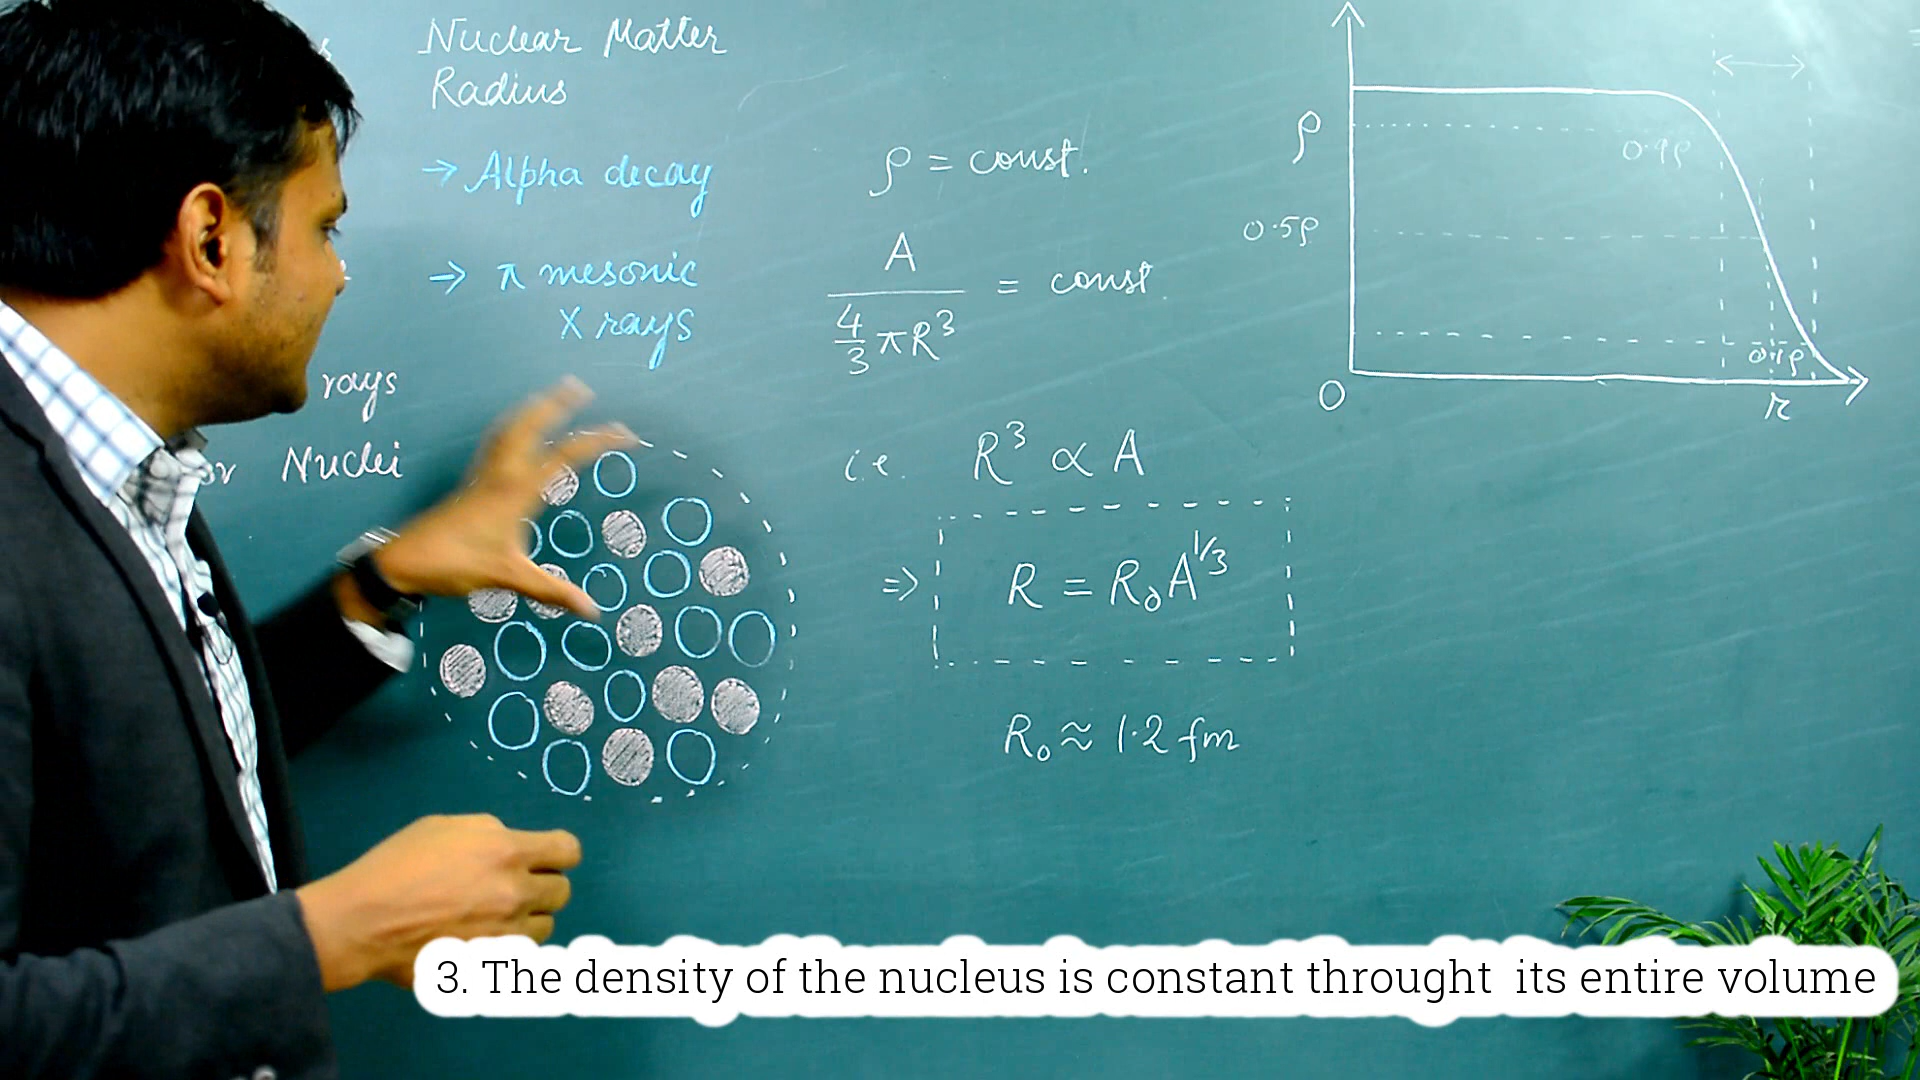 Nuclear Matter
Radius
→ Alpha decay
→ π mesonic
X rays
rays
or Nuclei
ρ = const.
A
4/3 πR³ = const.
i.e. R³ ∝ A
⇒ R = R₀A^1/3
R₀ ≈ 1.2 fm
ρ
0.9ρ
0.5ρ
0.1ρ
O
r
3. The density of the nucleus is constant throught its entire volume